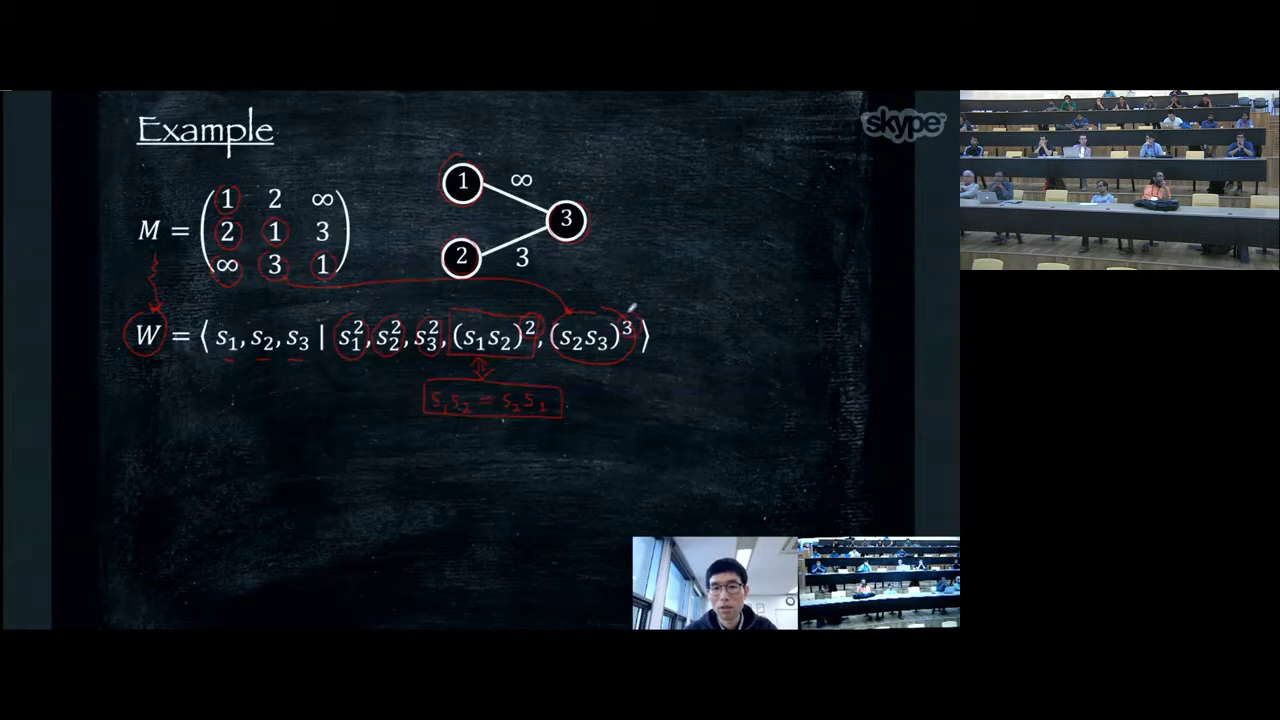 Example
skype
M = ( 1 2 ∞
2 1 3
∞ 3 1 )
1 ∞
3
2 3
W = ⟨ s₁, s₂, s₃ | s₁², s₂², s₃², (s₁s₂)², (s₂s₃)³ ⟩
s₁s₂ = s₂s₁